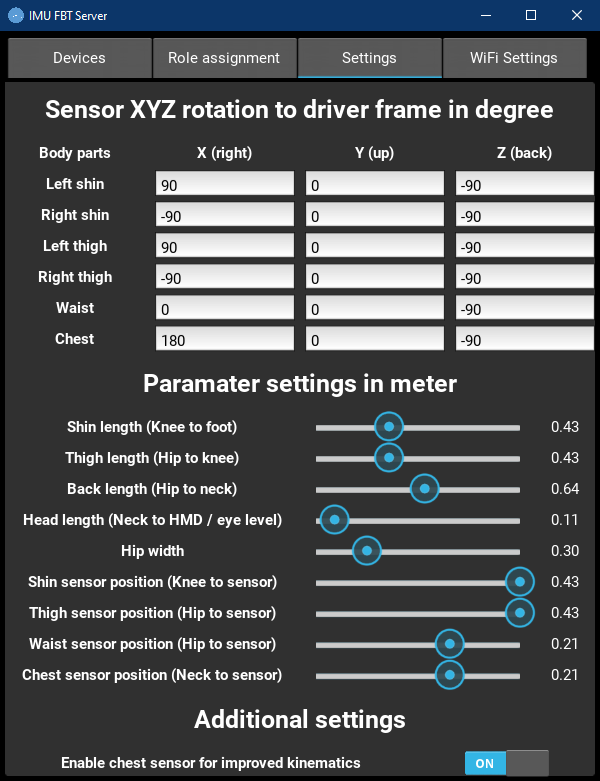 IMU FBT Server
Devices Role assignment Settings WiFi Settings
Sensor XYZ rotation to driver frame in degree
Body parts X (right) Y (up) Z (back)
Left shin 90 0 -90
Right shin -90 0 -90
Left thigh 90 0 -90
Right thigh -90 0 -90
Waist 0 0 -90
Chest 180 0 -90
Paramater settings in meter
Shin length (Knee to foot) 0.43
Thigh length (Hip to knee) 0.43
Back length (Hip to neck) 0.64
Head length (Neck to HMD / eye level) 0.11
Hip width 0.30
Shin sensor position (Knee to sensor) 0.43
Thigh sensor position (Hip to sensor) 0.43
Waist sensor position (Hip to sensor) 0.21
Chest sensor position (Neck to sensor) 0.21
Additional settings
Enable chest sensor for improved kinematics ON